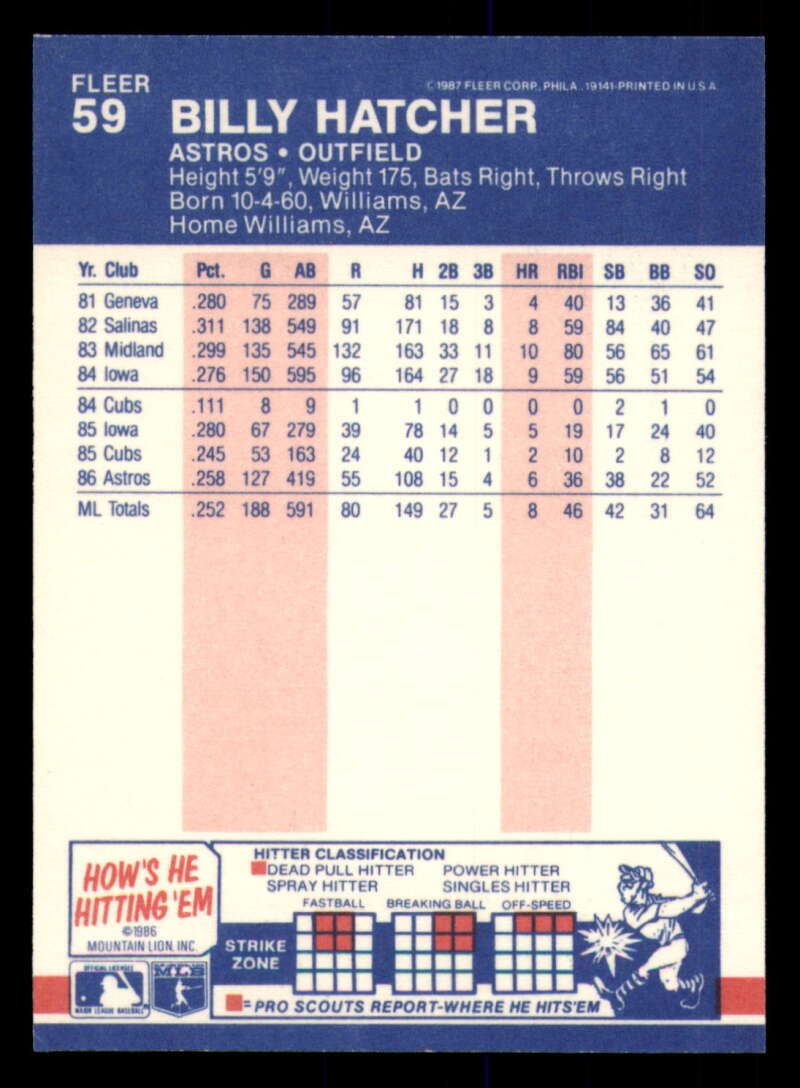 FLEER
©1987 FLEER CORP., PHILA., 19141-PRINTED IN U.S.A.
59 BILLY HATCHER
ASTROS • OUTFIELD
Height 5'9", Weight 175, Bats Right, Throws Right
Born 10-4-60, Williams, AZ
Home Williams, AZ
Yr. Club Pct. G AB R H 2B 3B HR RBI SB BB SO
81 Geneva .280 75 289 57 81 15 3 4 40 13 36 41
82 Salinas .311 138 549 91 171 18 8 8 59 84 40 47
83 Midland .299 135 545 132 163 33 11 10 80 56 65 61
84 Iowa .276 150 595 96 164 27 18 9 59 56 51 54
84 Cubs .111 8 9 1 1 0 0 0 0 2 1 0
85 Iowa .280 67 279 39 78 14 5 5 19 17 24 40
85 Cubs .245 53 163 24 40 12 1 2 10 2 8 12
86 Astros .258 127 419 55 108 15 4 6 36 38 22 52
ML Totals .252 188 591 80 149 27 5 8 46 42 31 64
HOW'S HE
HITTING 'EM
©1986
MOUNTAIN LION, INC.
HITTER CLASSIFICATION
DEAD PULL HITTER POWER HITTER
SPRAY HITTER SINGLES HITTER
FASTBALL BREAKING BALL OFF-SPEED
STRIKE
ZONE
=PRO SCOUTS REPORT-WHERE HE HITS 'EM
OFFICIAL LICENSEE
MAJOR LEAGUE BASEBALL